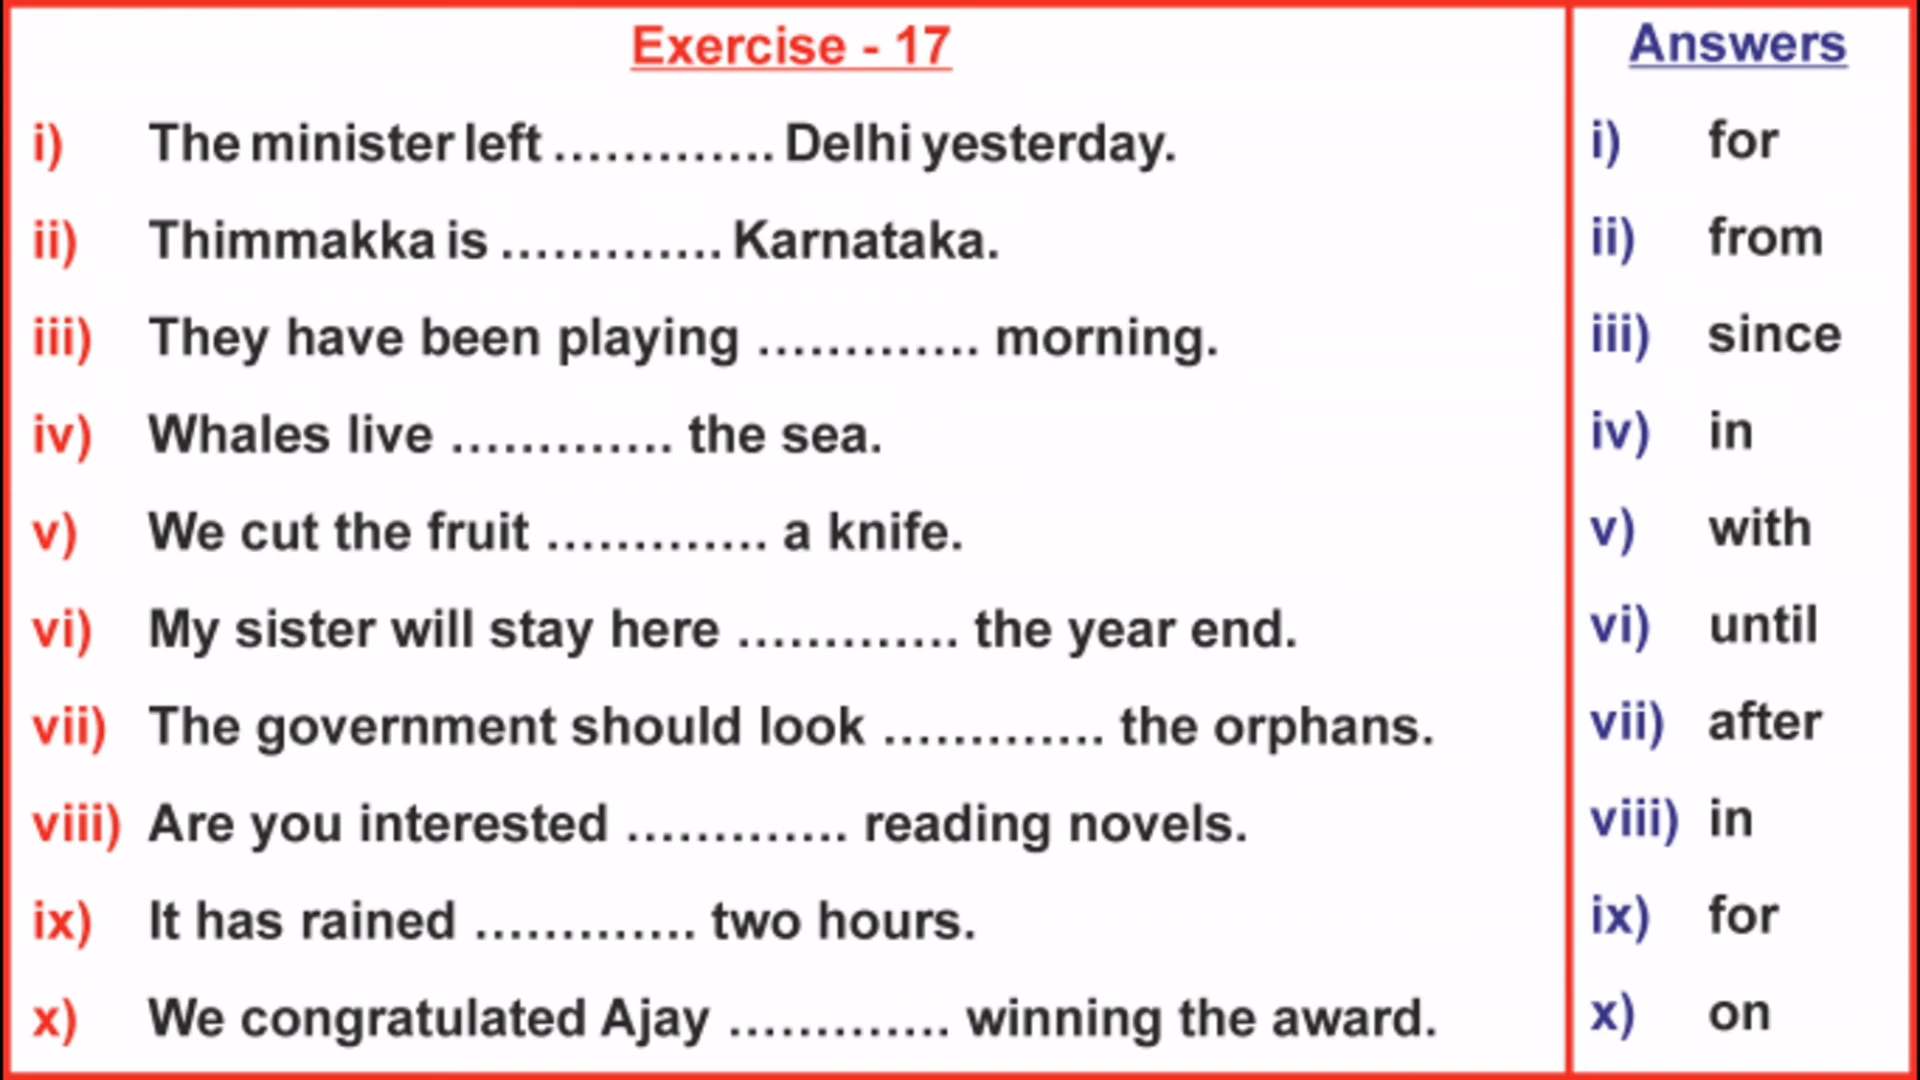 Exercise - 17
i) The minister left ............. Delhi yesterday.
ii) Thimmakka is ............. Karnataka.
iii) They have been playing ............. morning.
iv) Whales live ............. the sea.
v) We cut the fruit ............. a knife.
vi) My sister will stay here ............. the year end.
vii) The government should look ............. the orphans.
viii) Are you interested ............. reading novels.
ix) It has rained ............. two hours.
x) We congratulated Ajay ............. winning the award.
Answers
i) for
ii) from
iii) since
iv) in
v) with
vi) until
vii) after
viii) in
ix) for
x) on